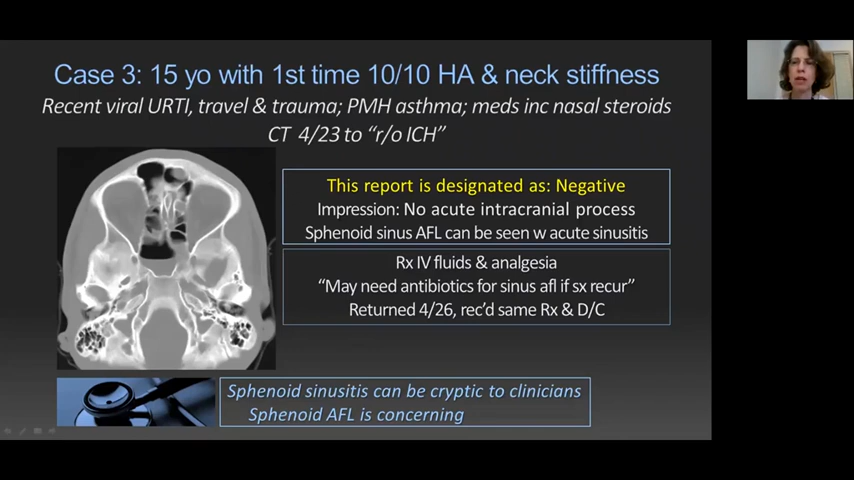 Case 3: 15 yo with 1st time 10/10 HA & neck stiffness
Recent viral URTI, travel & trauma; PMH asthma; meds inc nasal steroids
CT 4/23 to “r/o ICH”
This report is designated as: Negative
Impression: No acute intracranial process
Sphenoid sinus AFL can be seen w acute sinusitis
Rx IV fluids & analgesia
“May need antibiotics for sinus afl if sx recur”
Returned 4/26, rec’d same Rx & D/C
Sphenoid sinusitis can be cryptic to clinicians
Sphenoid AFL is concerning